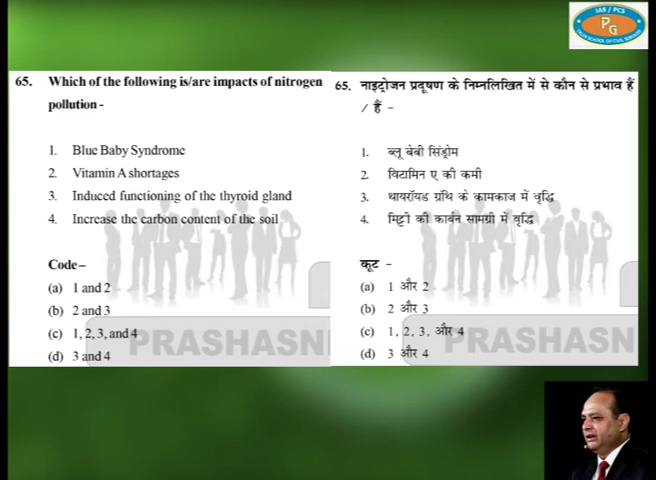 IAS / PCS
PG
65. Which of the following is/are impacts of nitrogen
pollution -
1. Blue Baby Syndrome
2. Vitamin A shortages
3. Induced functioning of the thyroid gland
4. Increase the carbon content of the soil
Code –
(a) 1 and 2
(b) 2 and 3
(c) 1, 2, 3, and 4
(d) 3 and 4
PRASHASN
65. नाइट्रोजन प्रदूषण के निम्नलिखित में से कौन से प्रभाव हैं
/ हैं -
1. ब्लू बेबी सिंड्रोम
2. विटामिन ए की कमी
3. थायरॉयड ग्रंथि के कामकाज में वृद्धि
4. मिट्टी की कार्बन सामग्री में वृद्धि
कूट -
(a) 1 और 2
(b) 2 और 3
(c) 1, 2, 3, और 4
(d) 3 और 4
PRASHASN